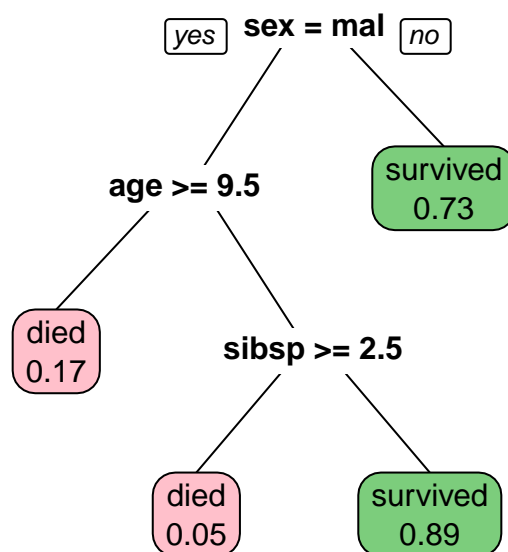 yes
sex = mal
no
survived
0.73
age >= 9.5
died
0.17
sibsp >= 2.5
died
0.05
survived
0.89